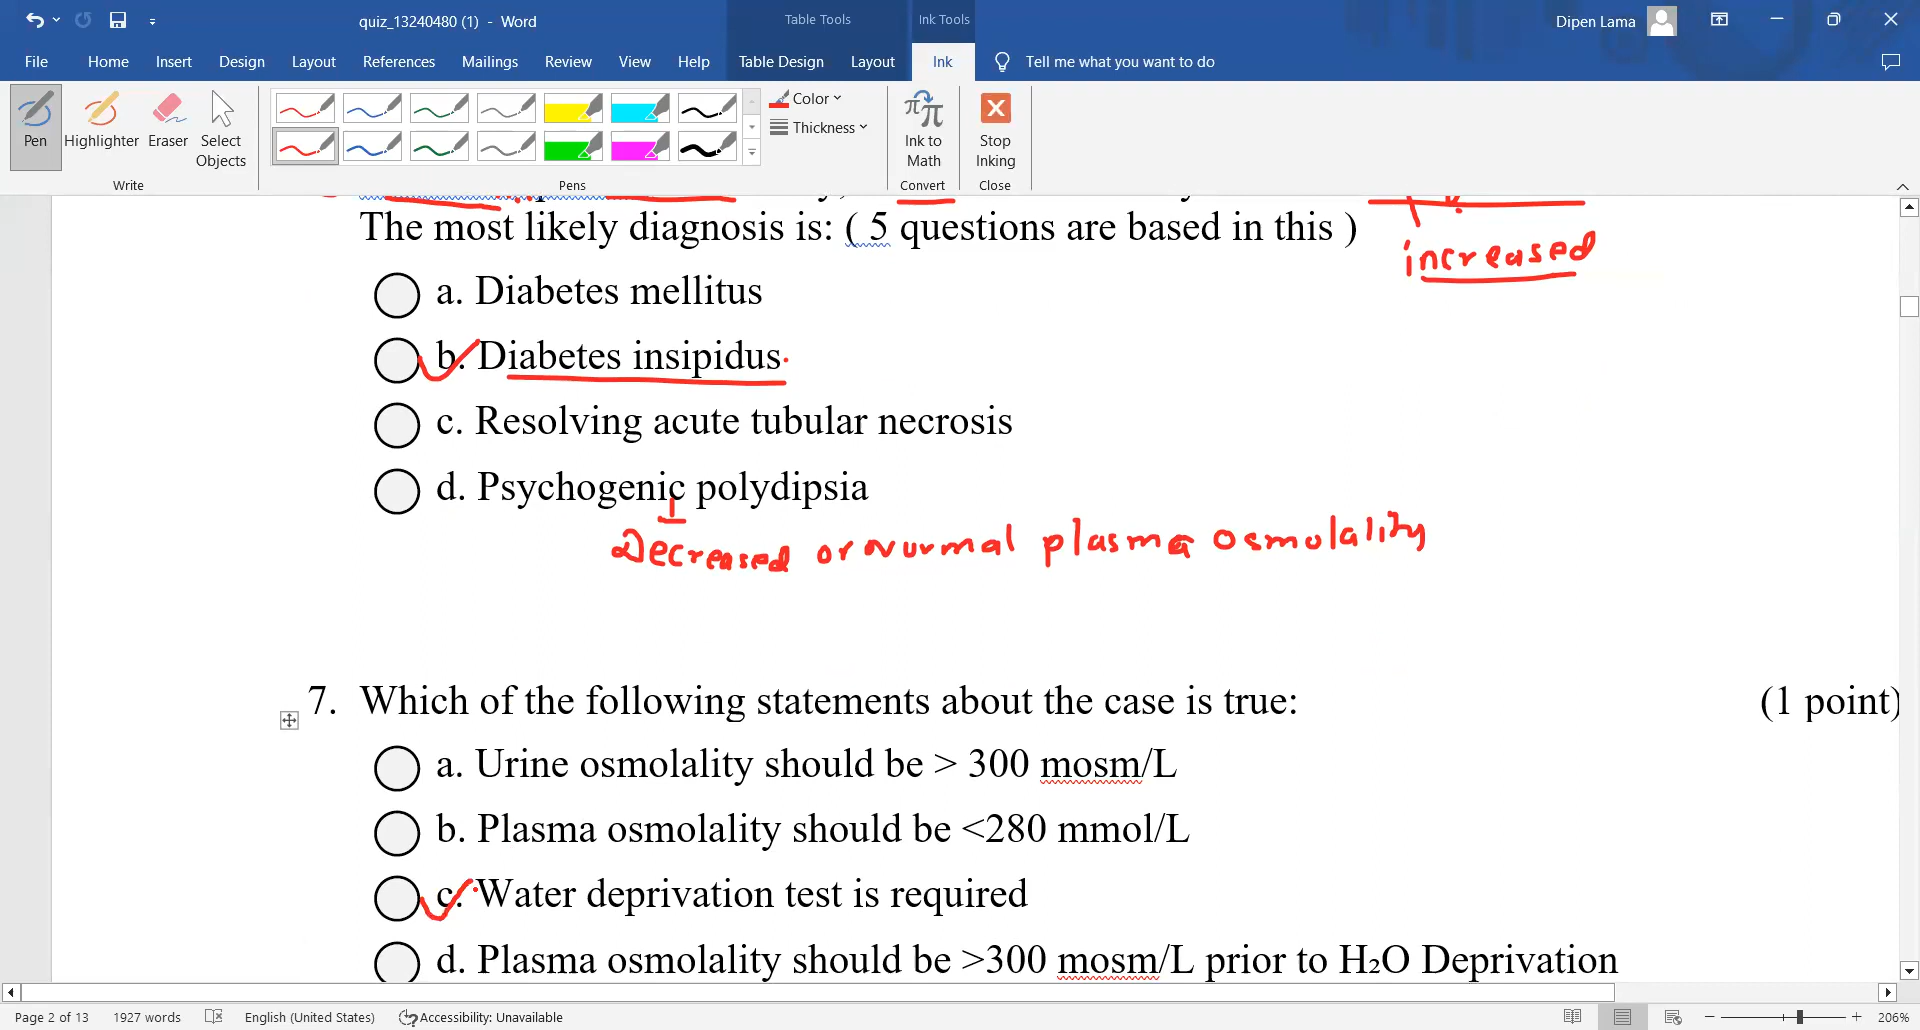 quiz_13240480 (1) - Word
Table Tools
Ink Tools
Dipen Lama
File Home Insert Design Layout References Mailings Review View Help Table Design Layout Ink Tell me what you want to do
Pen
Highlighter
Eraser
Select Objects
Color
Thickness
Ink to Math
Stop Inking
Write
Pens
Convert
Close
The most likely diagnosis is: ( 5 questions are based in this )
increased
a. Diabetes mellitus
b. Diabetes insipidus
c. Resolving acute tubular necrosis
d. Psychogenic polydipsia
Decreased or Nurmal plasma osmolality
7. Which of the following statements about the case is true: (1 point)
a. Urine osmolality should be > 300 mosm/L
b. Plasma osmolality should be <280 mmol/L
c. Water deprivation test is required
d. Plasma osmolality should be >300 mosm/L prior to H₂O Deprivation
Page 2 of 13 1927 words English (United States) Accessibility: Unavailable 206%